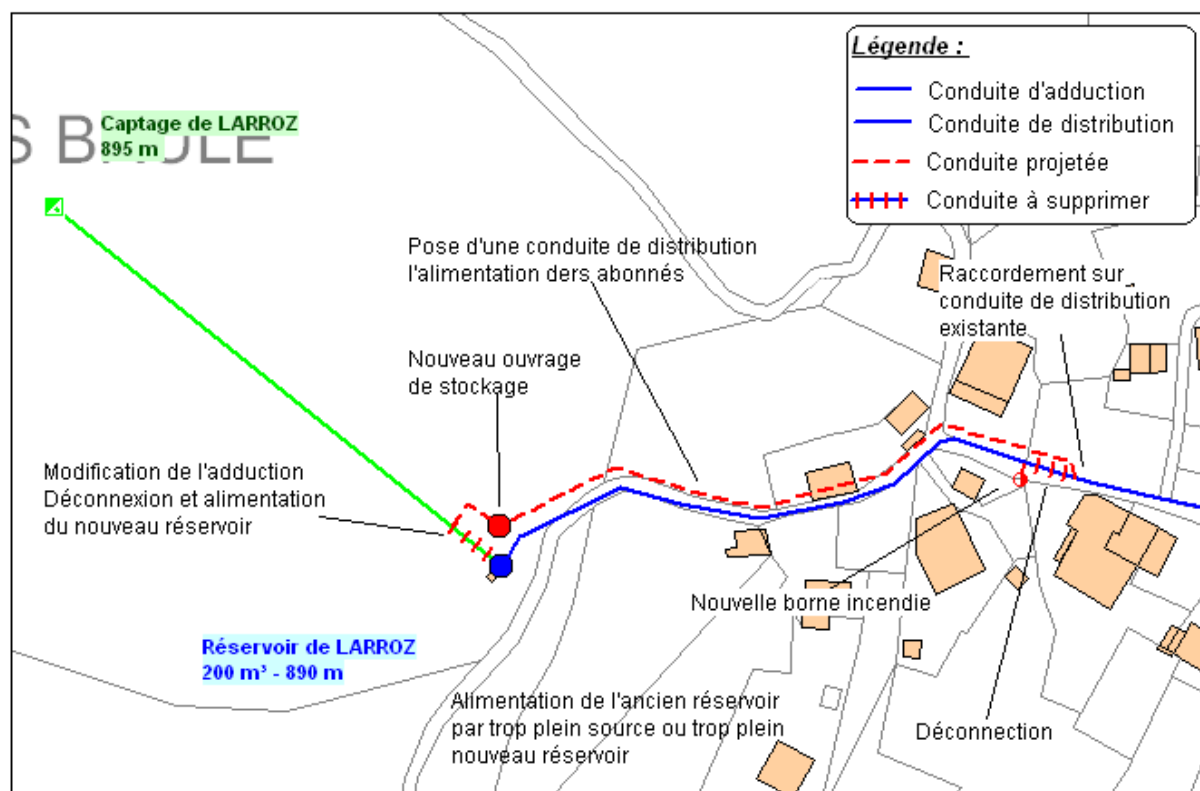 Légende :
Conduite d'adduction
Conduite de distribution
Conduite projetée
Conduite à supprimer
Captage de LARROZ
895 m
Pose d'une conduite de distribution
l'alimentation ders abonnés
Raccordement sur
conduite de distribution
existante
Nouveau ouvrage
de stockage
Modification de l'adduction
Déconnexion et alimentation
du nouveau réservoir
Nouvelle borne incendie
Réservoir de LARROZ
200 m³ - 890 m
Alimentation de l'ancien réservoir
par trop plein source ou trop plein
nouveau réservoir
Déconnection